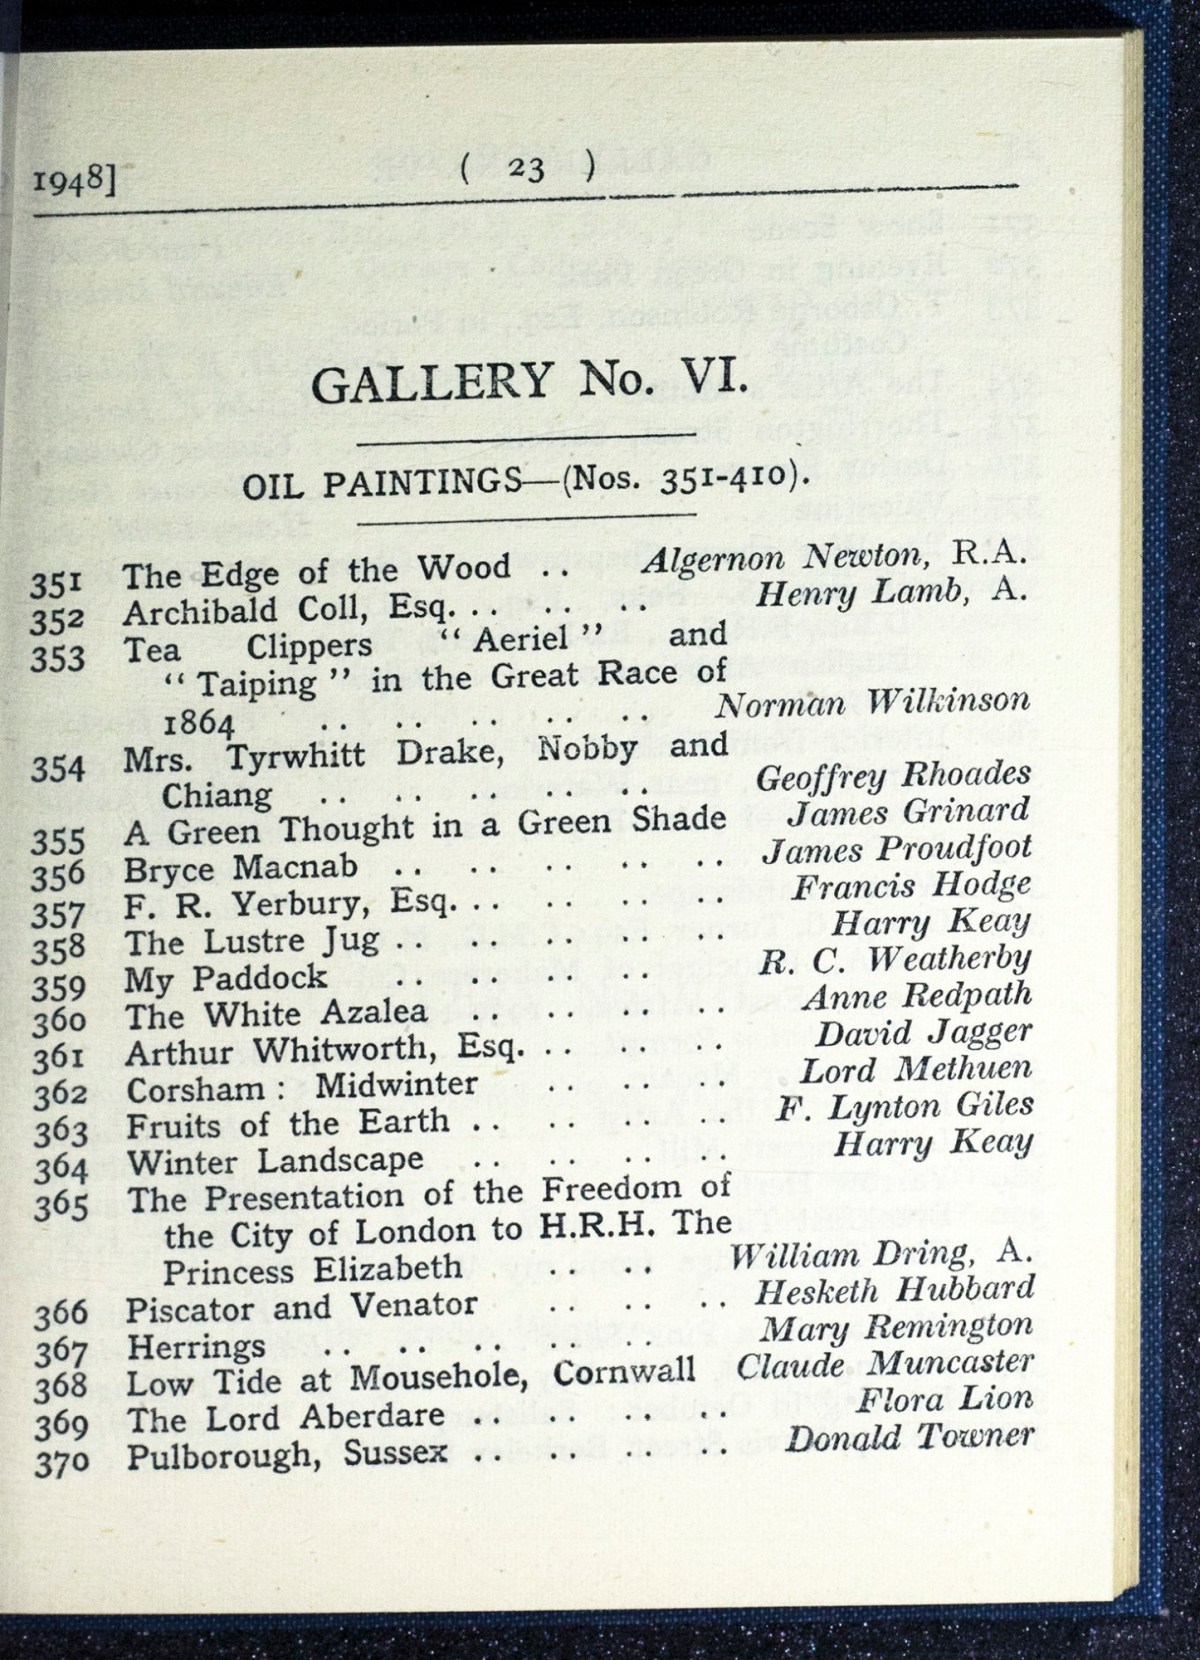 1948] ( 23 )
GALLERY No. VI.
OIL PAINTINGS—(Nos. 351-410).
351 The Edge of the Wood .. Algernon Newton, R.A.
352 Archibald Coll, Esq. .. .. .. Henry Lamb, A.
353 Tea Clippers “ Aeriel ” and
“ Taiping ” in the Great Race of
1864 .. .. .. .. .. Norman Wilkinson
354 Mrs. Tyrwhitt Drake, Nobby and
Chiang .. .. .. .. .. Geoffrey Rhoades
355 A Green Thought in a Green Shade James Grinard
356 Bryce Macnab .. .. .. .. .. James Proudfoot
357 F. R. Yerbury, Esq. .. .. .. .. Francis Hodge
358 The Lustre Jug .. .. .. .. .. Harry Keay
359 My Paddock .. .. .. .. R. C. Weatherby
360 The White Azalea .. .. .. .. Anne Redpath
361 Arthur Whitworth, Esq. .. .. .. David Jagger
362 Corsham : Midwinter .. .. .. Lord Methuen
363 Fruits of the Earth .. .. .. .. F. Lynton Giles
364 Winter Landscape .. .. .. .. Harry Keay
365 The Presentation of the Freedom of
the City of London to H.R.H. The
Princess Elizabeth .. .. William Dring, A.
366 Piscator and Venator .. .. .. Hesketh Hubbard
367 Herrings .. .. .. .. .. Mary Remington
368 Low Tide at Mousehole, Cornwall Claude Muncaster
369 The Lord Aberdare .. .. .. .. Flora Lion
370 Pulborough, Sussex .. .. .. .. Donald Towner